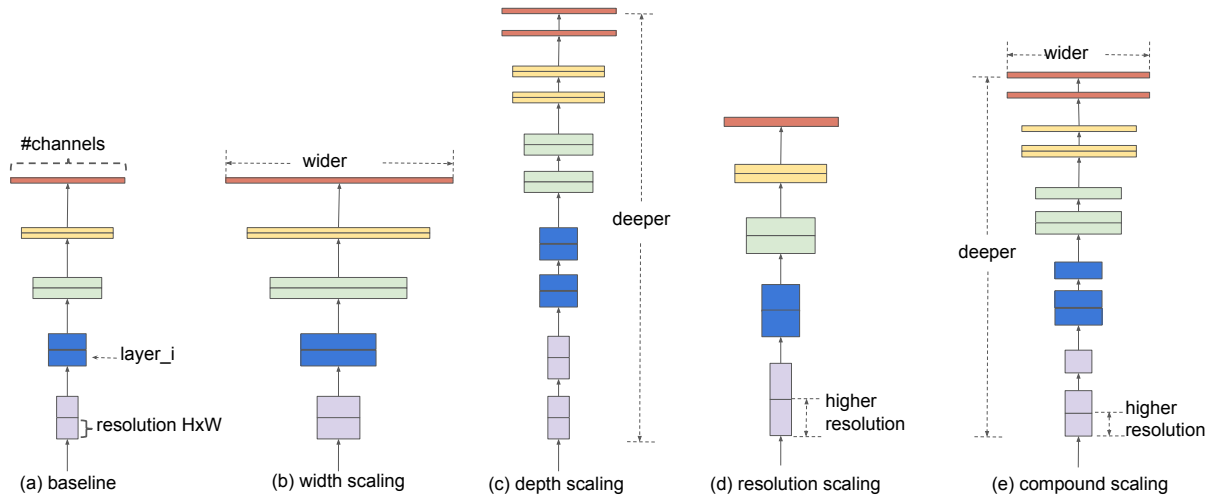 #channels
layer_i
resolution HxW
(a) baseline
wider
(b) width scaling
deeper
(c) depth scaling
higher
resolution
(d) resolution scaling
wider
deeper
higher
resolution
(e) compound scaling